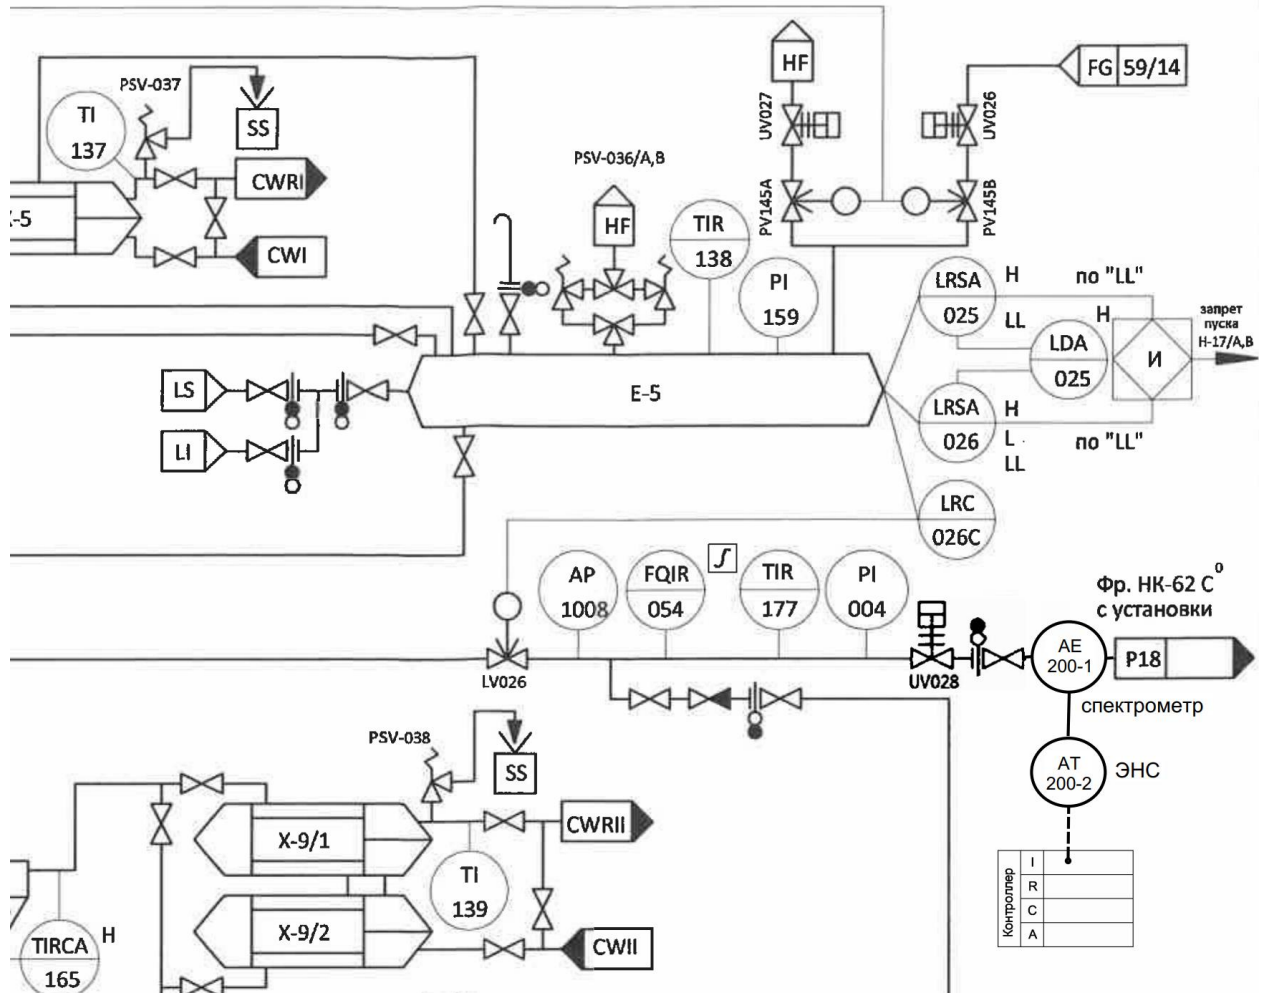 HF
FG 59/14
PSV-037
TI
137
SS
UV027
UV026
CWRI
PSV-036/A,B
PV145A
PV145B
-5
HF
TIR
138
CWI
PI
159
LRSA
025
H
LL
по "LL"
запрет
пуска
Н-17/А,В
H
LDA
025
И
LS
E-5
LRSA
026
H
L
LL
по "LL"
LI
LRC
026C
AP
1008
FQIR
054
∫
TIR
177
PI
004
Фр. НК-62 С⁰
с установки
LV026
UV028
AE
200-1
P18
спектрометр
PSV-038
SS
AT
200-2
ЭНС
X-9/1
CWRII
TI
139
X-9/2
CWII
TIRCA
165
H
Контроллер
I
R
C
A